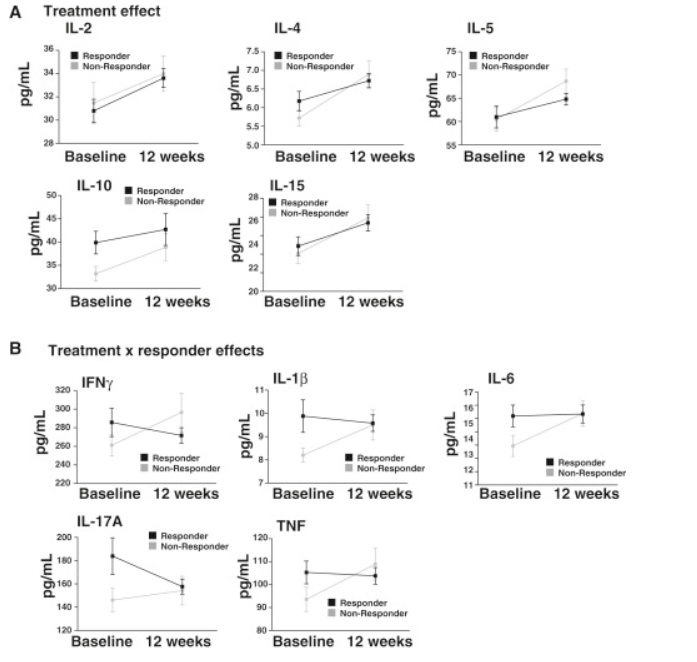 A Treatment effect
IL-2
36
34
32
30
28
pg/mL
Responder
Non-Responder
Baseline 12 weeks
IL-4
7.5
7.0
6.5
6.0
5.5
5.0
pg/mL
Responder
Non-Responder
Baseline 12 weeks
IL-5
75
70
65
60
55
pg/mL
Responder
Non-Responder
Baseline 12 weeks
IL-10
50
45
40
35
30
pg/mL
Responder
Non-Responder
Baseline 12 weeks
IL-15
28
26
24
22
20
pg/mL
Responder
Non-Responder
Baseline 12 weeks
B Treatment x responder effects
IFNγ
320
300
280
260
240
220
pg/mL
Responder
Non-Responder
Baseline 12 weeks
IL-1β
11
10
9
8
7
pg/mL
Responder
Non-Responder
Baseline 12 weeks
IL-6
16
15
14
13
12
11
pg/mL
Responder
Non-Responder
Baseline 12 weeks
IL-17A
200
180
160
140
120
pg/mL
Responder
Non-Responder
Baseline 12 weeks
TNF
120
110
100
90
80
pg/mL
Responder
Non-Responder
Baseline 12 weeks